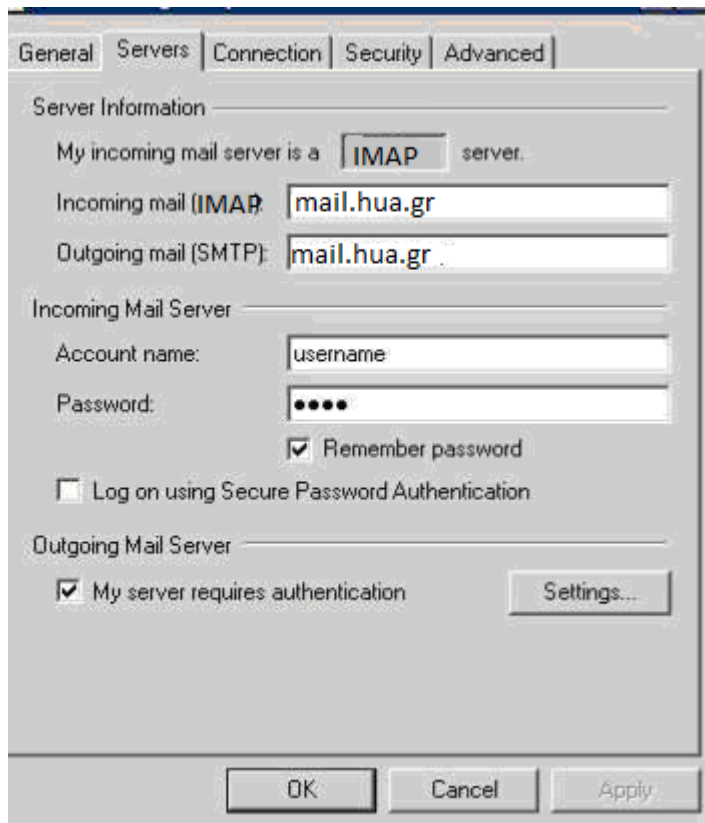 General Servers Connection Security Advanced
Server Information
My incoming mail server is a IMAP server.
Incoming mail (IMAP): mail.hua.gr
Outgoing mail (SMTP): mail.hua.gr
Incoming Mail Server
Account name: username
Password: ••••
Remember password
Log on using Secure Password Authentication
Outgoing Mail Server
My server requires authentication Settings...
OK Cancel Apply